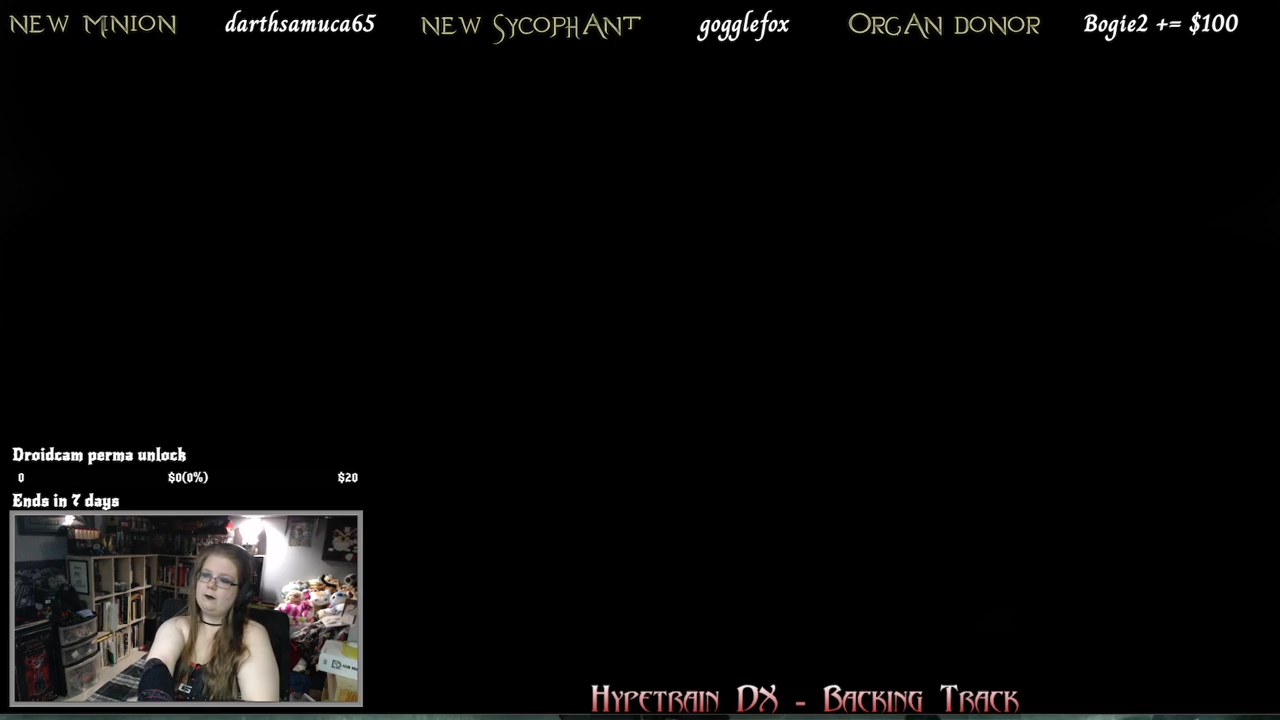 NEW MINION darthsamuca65 NEW SYCOPHANT gogglefox ORGAN DONOR Bogie2 += $100
Droidcam perma unlock
0 $0(0%) $20
Ends in 7 days
HYPETRAIN DX - BACKING TRACK